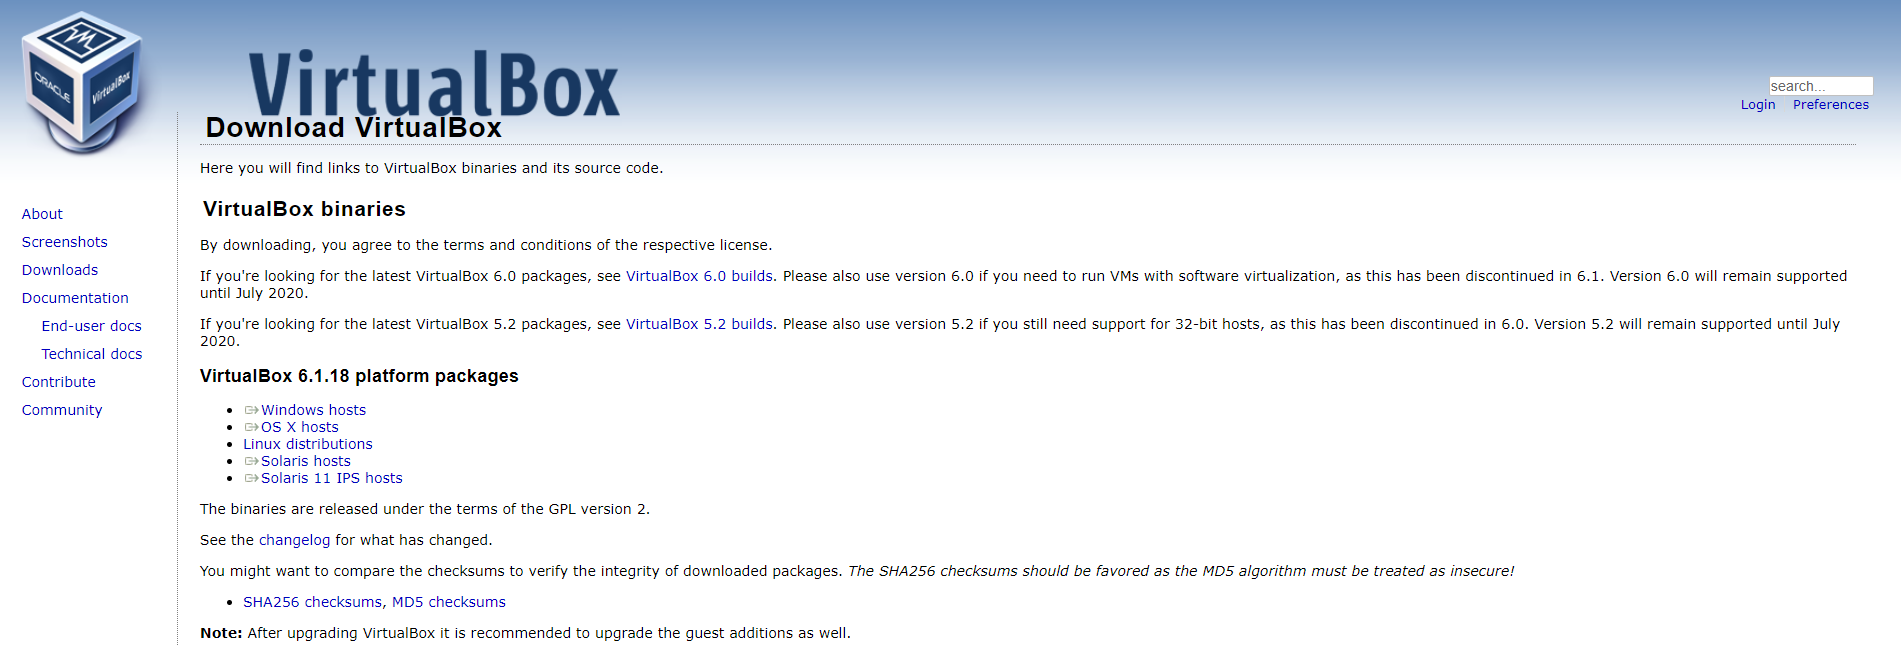 ORACLE
VirtualBox
VirtualBox
search...
Login Preferences
Download VirtualBox
Here you will find links to VirtualBox binaries and its source code.
About
Screenshots
Downloads
Documentation
End-user docs
Technical docs
Contribute
Community
VirtualBox binaries
By downloading, you agree to the terms and conditions of the respective license.
If you're looking for the latest VirtualBox 6.0 packages, see VirtualBox 6.0 builds. Please also use version 6.0 if you need to run VMs with software virtualization, as this has been discontinued in 6.1. Version 6.0 will remain supported
until July 2020.
If you're looking for the latest VirtualBox 5.2 packages, see VirtualBox 5.2 builds. Please also use version 5.2 if you still need support for 32-bit hosts, as this has been discontinued in 6.0. Version 5.2 will remain supported until July
2020.
VirtualBox 6.1.18 platform packages
Windows hosts
OS X hosts
Linux distributions
Solaris hosts
Solaris 11 IPS hosts
The binaries are released under the terms of the GPL version 2.
See the changelog for what has changed.
You might want to compare the checksums to verify the integrity of downloaded packages. The SHA256 checksums should be favored as the MD5 algorithm must be treated as insecure!
SHA256 checksums, MD5 checksums
Note: After upgrading VirtualBox it is recommended to upgrade the guest additions as well.